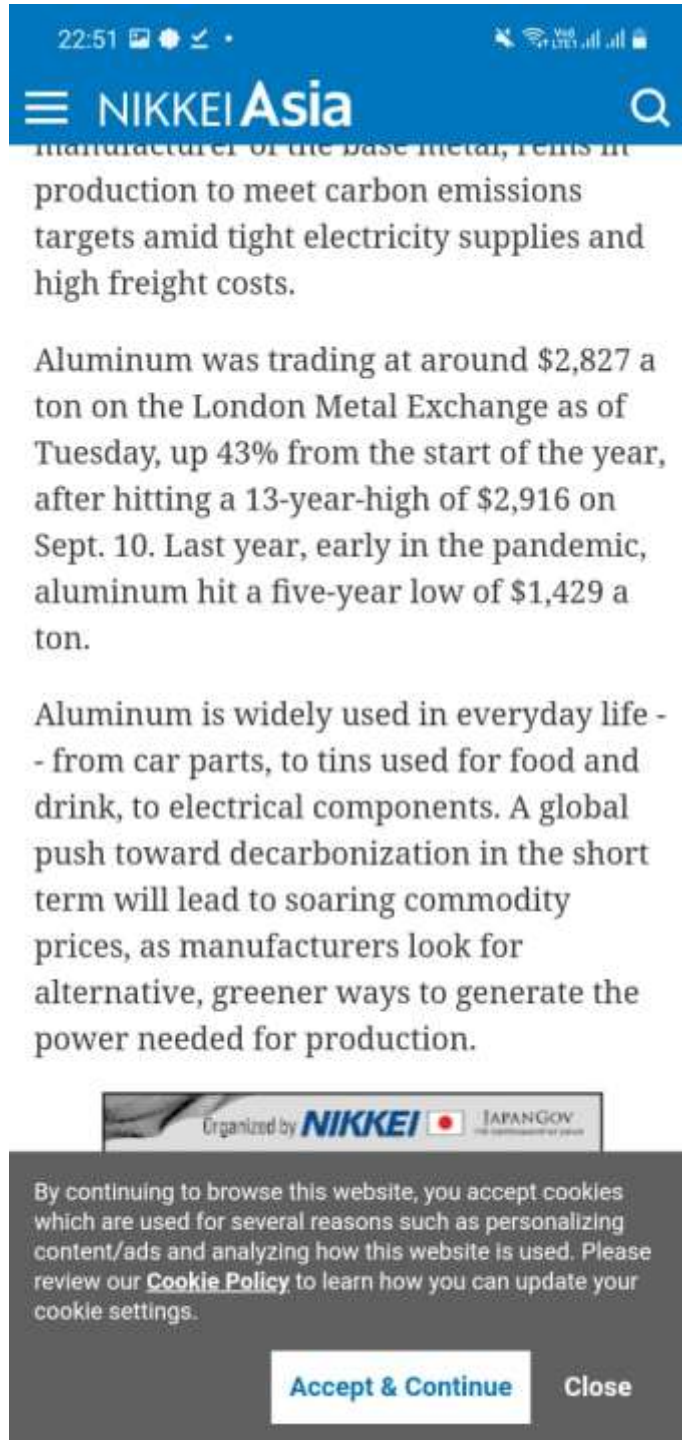 22:51
NIKKEI Asia
manufacturer of the base metal, reins in
production to meet carbon emissions
targets amid tight electricity supplies and
high freight costs.
Aluminum was trading at around $2,827 a
ton on the London Metal Exchange as of
Tuesday, up 43% from the start of the year,
after hitting a 13-year-high of $2,916 on
Sept. 10. Last year, early in the pandemic,
aluminum hit a five-year low of $1,429 a
ton.
Aluminum is widely used in everyday life -
- from car parts, to tins used for food and
drink, to electrical components. A global
push toward decarbonization in the short
term will lead to soaring commodity
prices, as manufacturers look for
alternative, greener ways to generate the
power needed for production.
Organized by NIKKEI JAPANGOV
By continuing to browse this website, you accept cookies
which are used for several reasons such as personalizing
content/ads and analyzing how this website is used. Please
review our Cookie Policy to learn how you can update your
cookie settings.
Accept & Continue Close